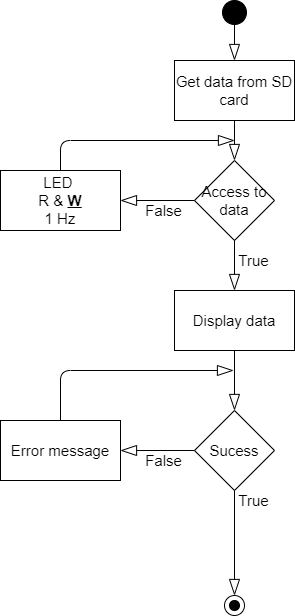 Get data from SD
card
LED
R & W
1 Hz
Access to
data
False
True
Display data
Error message
False
Sucess
True